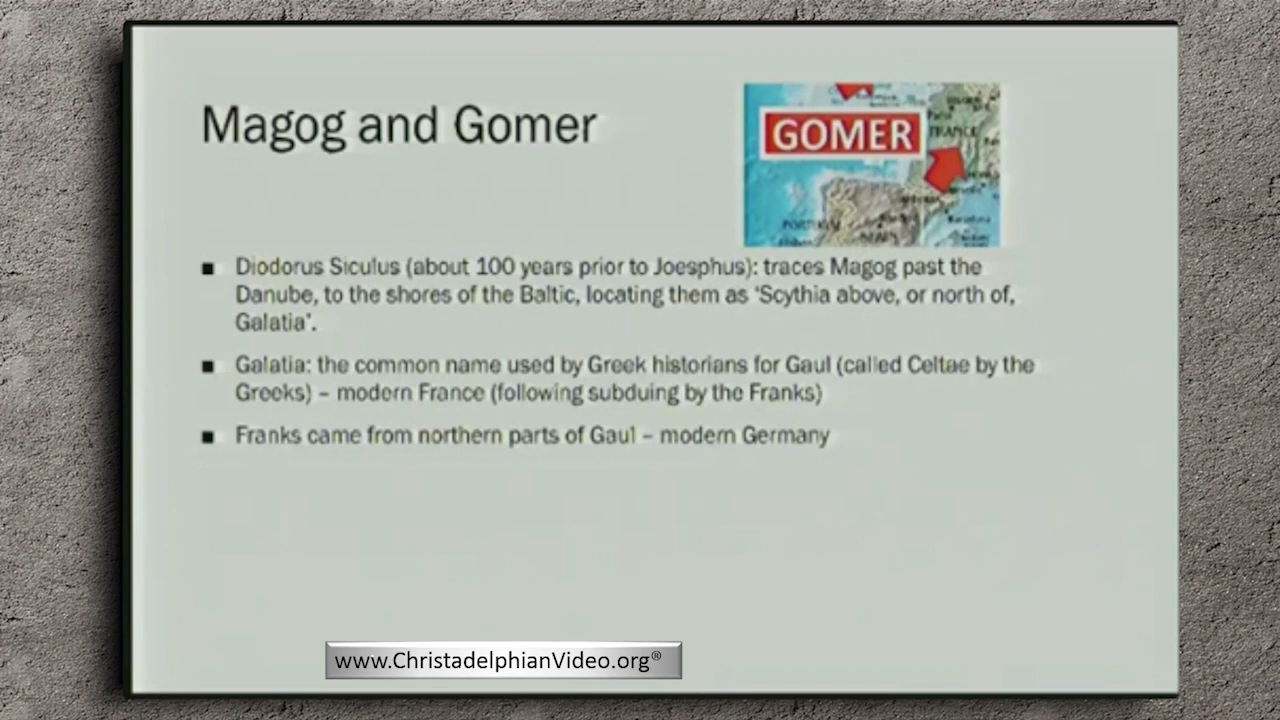 Magog and Gomer
GOMER
FRANCE
PORTUGAL
SPAIN
■ Diodorus Siculus (about 100 years prior to Joesphus): traces Magog past the
Danube, to the shores of the Baltic, locating them as ‘Scythia above, or north of,
Galatia’.
■ Galatia: the common name used by Greek historians for Gaul (called Celtae by the
Greeks) – modern France (following subduing by the Franks)
■ Franks came from northern parts of Gaul – modern Germany
www.ChristadelphianVideo.org®